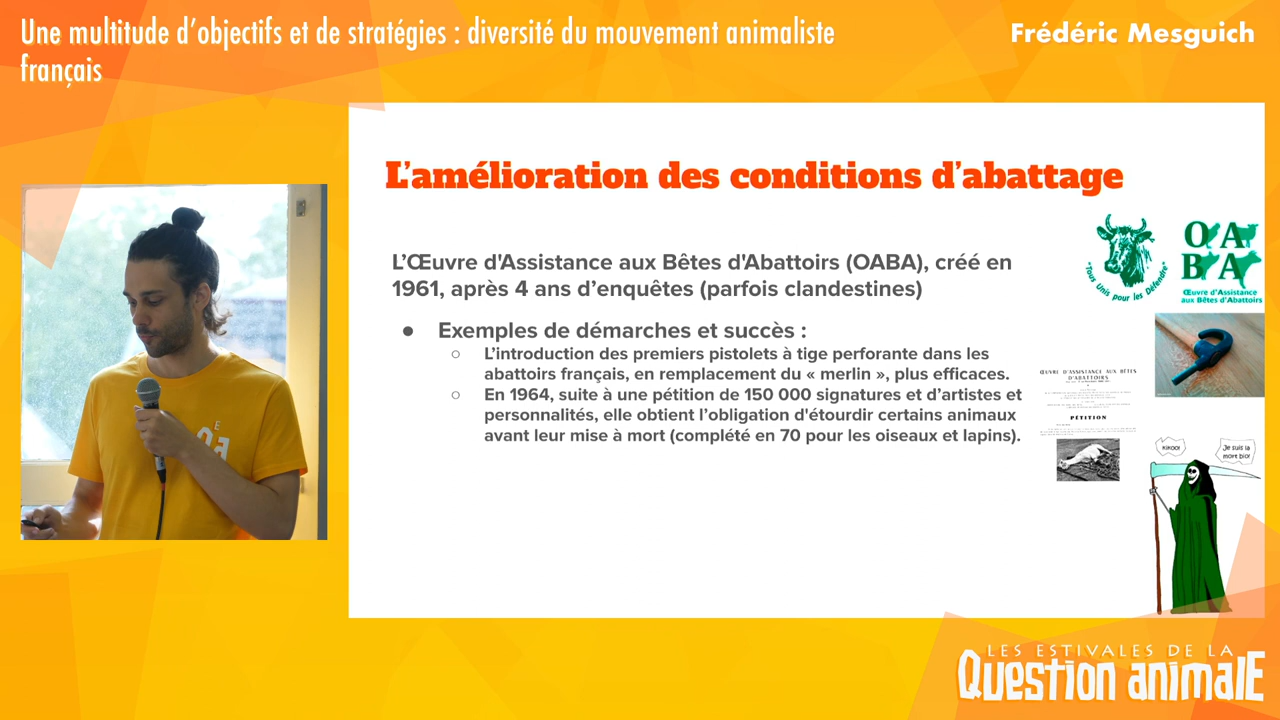 Une multitude d'objectifs et de stratégies : diversité du mouvement animaliste
français
Frédéric Mesguich
L'amélioration des conditions d'abattage
L'Œuvre d'Assistance aux Bêtes d'Abattoirs (OABA), créé en
1961, après 4 ans d'enquêtes (parfois clandestines)
● Exemples de démarches et succès :
○ L'introduction des premiers pistolets à tige perforante dans les
abattoirs français, en remplacement du « merlin », plus efficaces.
○ En 1964, suite à une pétition de 150 000 signatures et d'artistes et
personnalités, elle obtient l'obligation d'étourdir certains animaux
avant leur mise à mort (complété en 70 pour les oiseaux et lapins).
Tous Unis pour les Défendre
O A
B A
Œuvre d'Assistance
aux Bêtes d'Abattoirs
ŒUVRE D'ASSISTANCE AUX BÊTES
D'ABATTOIRS
PÉTITION
KIKOO!
Je suis la
mort bio!
LES ESTIVALES DE LA
QUESTION ANIMALE